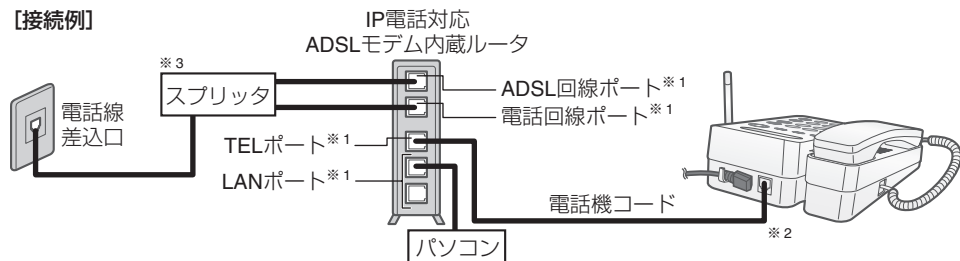 [接続例]
IP電話対応
ADSLモデム内蔵ルータ
※3
スプリッタ
電話線
差込口
ADSL回線ポート※1
電話回線ポート※1
TELポート※1
LANポート※1
電話機コード
※2
パソコン